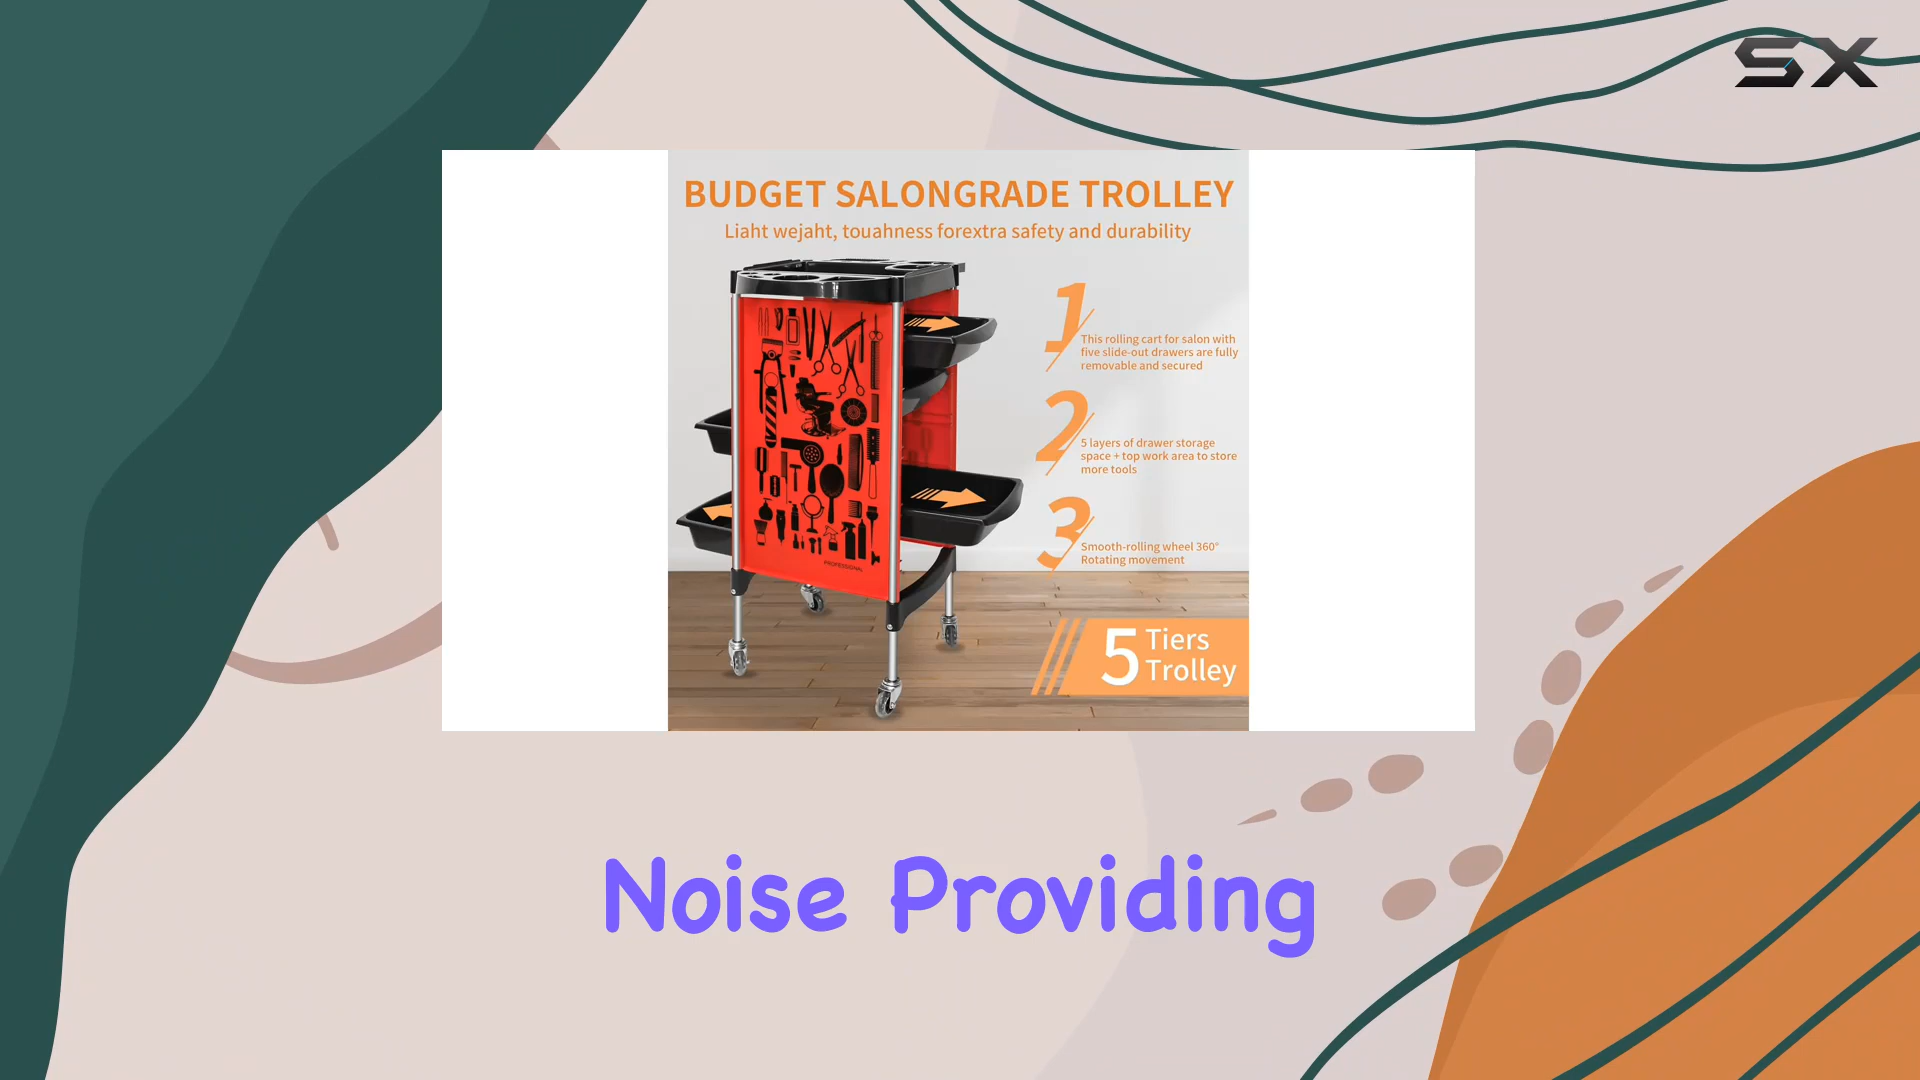 SX
BUDGET SALONGRADE TROLLEY
Liaht wejaht, touahness forextra safety and durability
1
This rolling cart for salon with
five slide-out drawers are fully
removable and secured
2
5 layers of drawer storage
space + top work area to store
more tools
3
Smooth-rolling wheel 360°
Rotating movement
PROFESSIONAL
5 Tiers
Trolley
Noise Providing